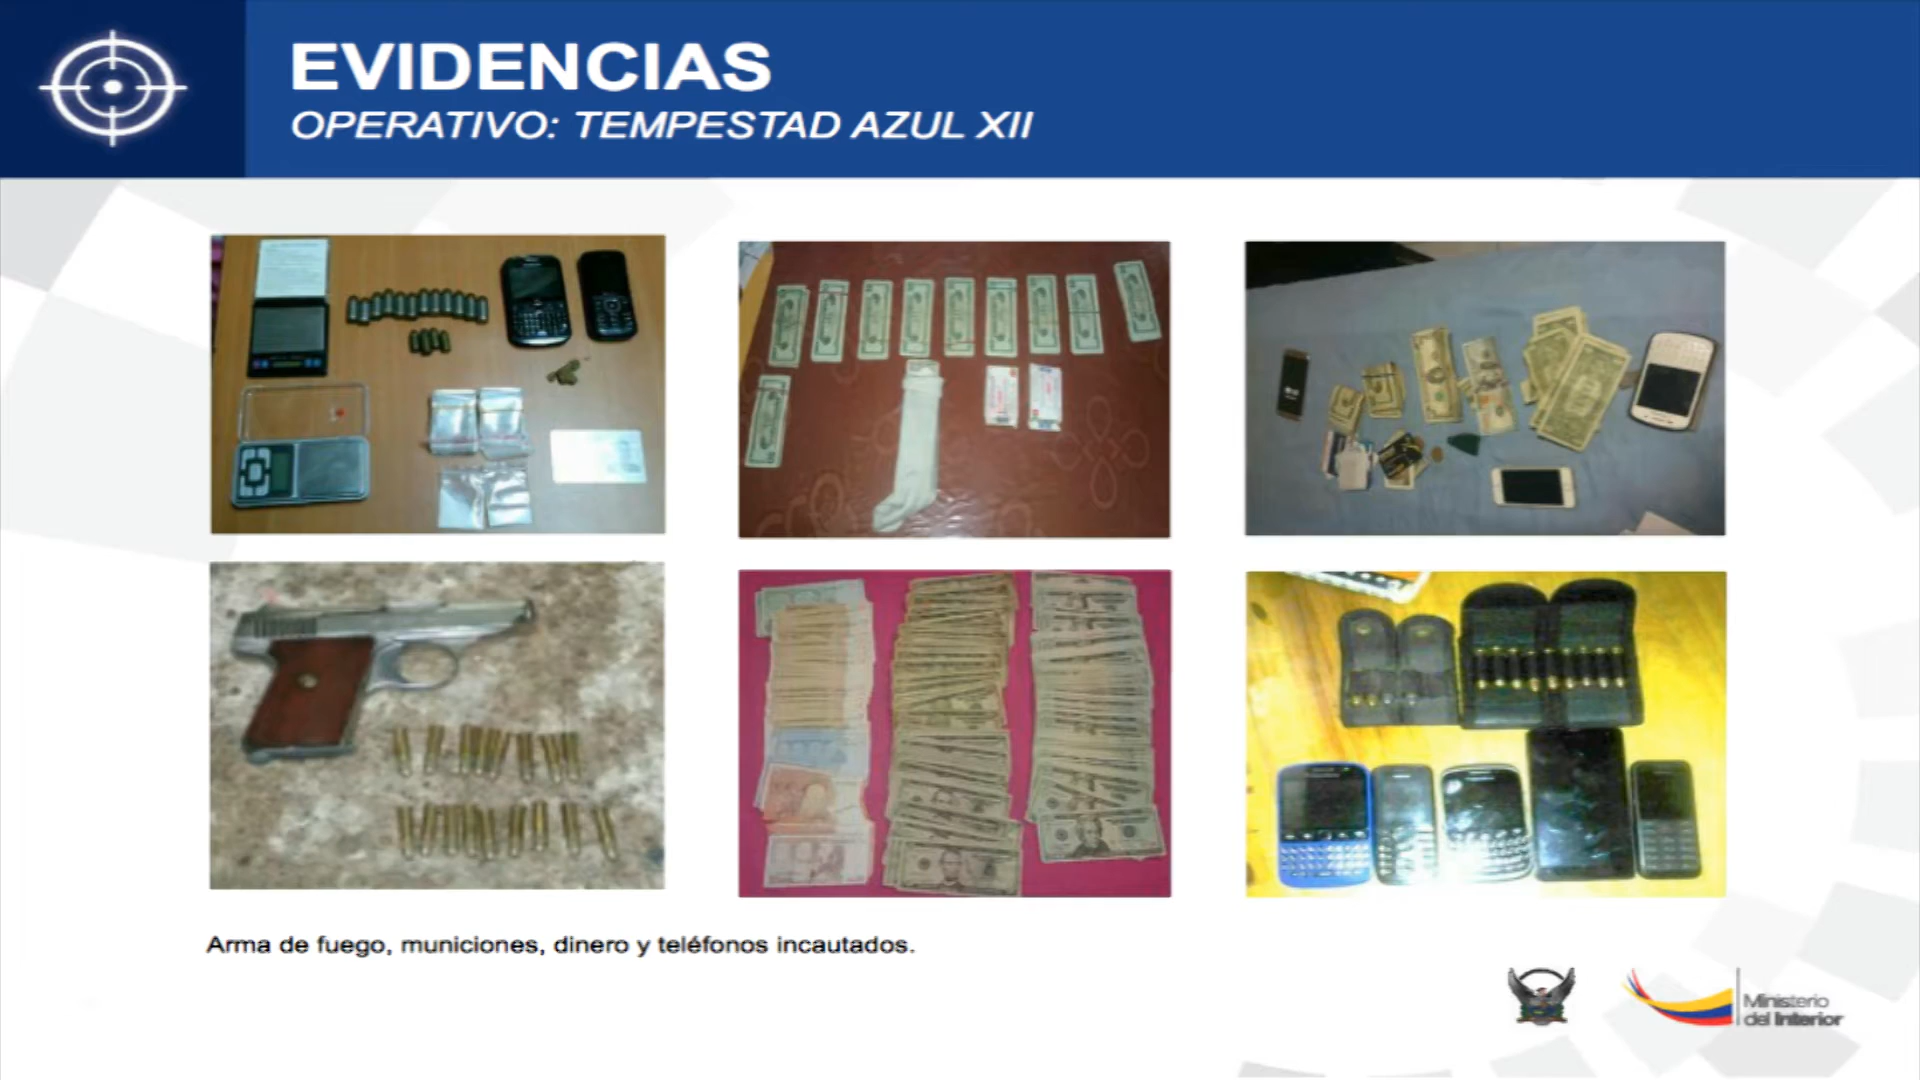 EVIDENCIAS
OPERATIVO: TEMPESTAD AZUL XII
Arma de fuego, municiones, dinero y teléfonos incautados.
Ministerio
del Interior